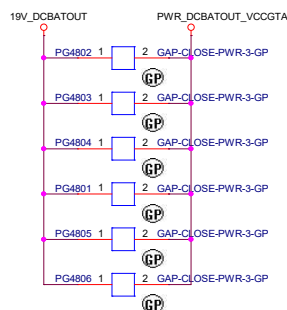 19V_DCBATOUT PWR_DCBATOUT_VCCGTA
PG4802 1 2 GAP-CLOSE-PWR-3-GP
GP
PG4803 1 2 GAP-CLOSE-PWR-3-GP
GP
PG4804 1 2 GAP-CLOSE-PWR-3-GP
GP
PG4801 1 2 GAP-CLOSE-PWR-3-GP
GP
PG4805 1 2 GAP-CLOSE-PWR-3-GP
GP
PG4806 1 2 GAP-CLOSE-PWR-3-GP
GP